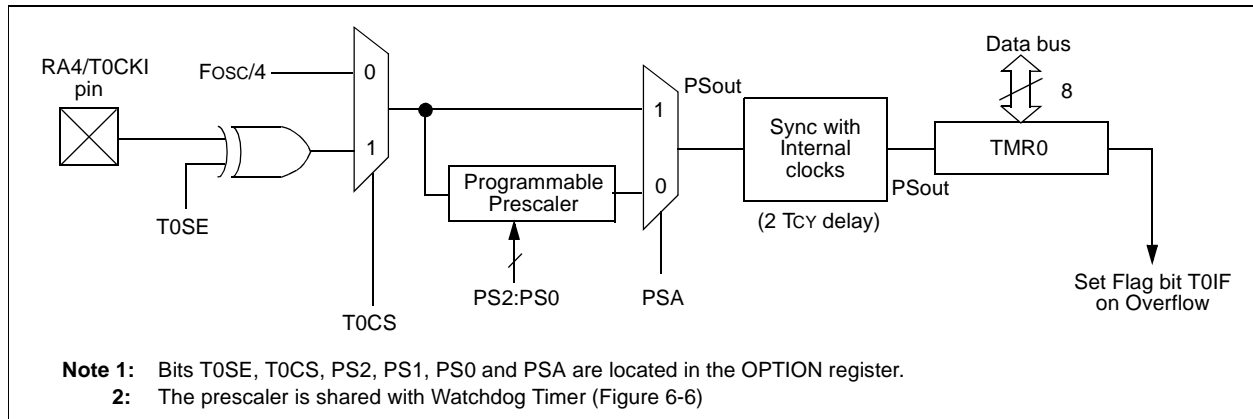 Data bus
RA4/T0CKI
pin
FOSC/4
0
1
T0SE
T0CS
Programmable
Prescaler
PS2:PS0
1
0
PSA
PSout
Sync with
Internal
clocks
(2 TCY delay)
PSout
8
TMR0
Set Flag bit T0IF
on Overflow
Note 1: Bits T0SE, T0CS, PS2, PS1, PS0 and PSA are located in the OPTION register.
2: The prescaler is shared with Watchdog Timer (Figure 6-6)